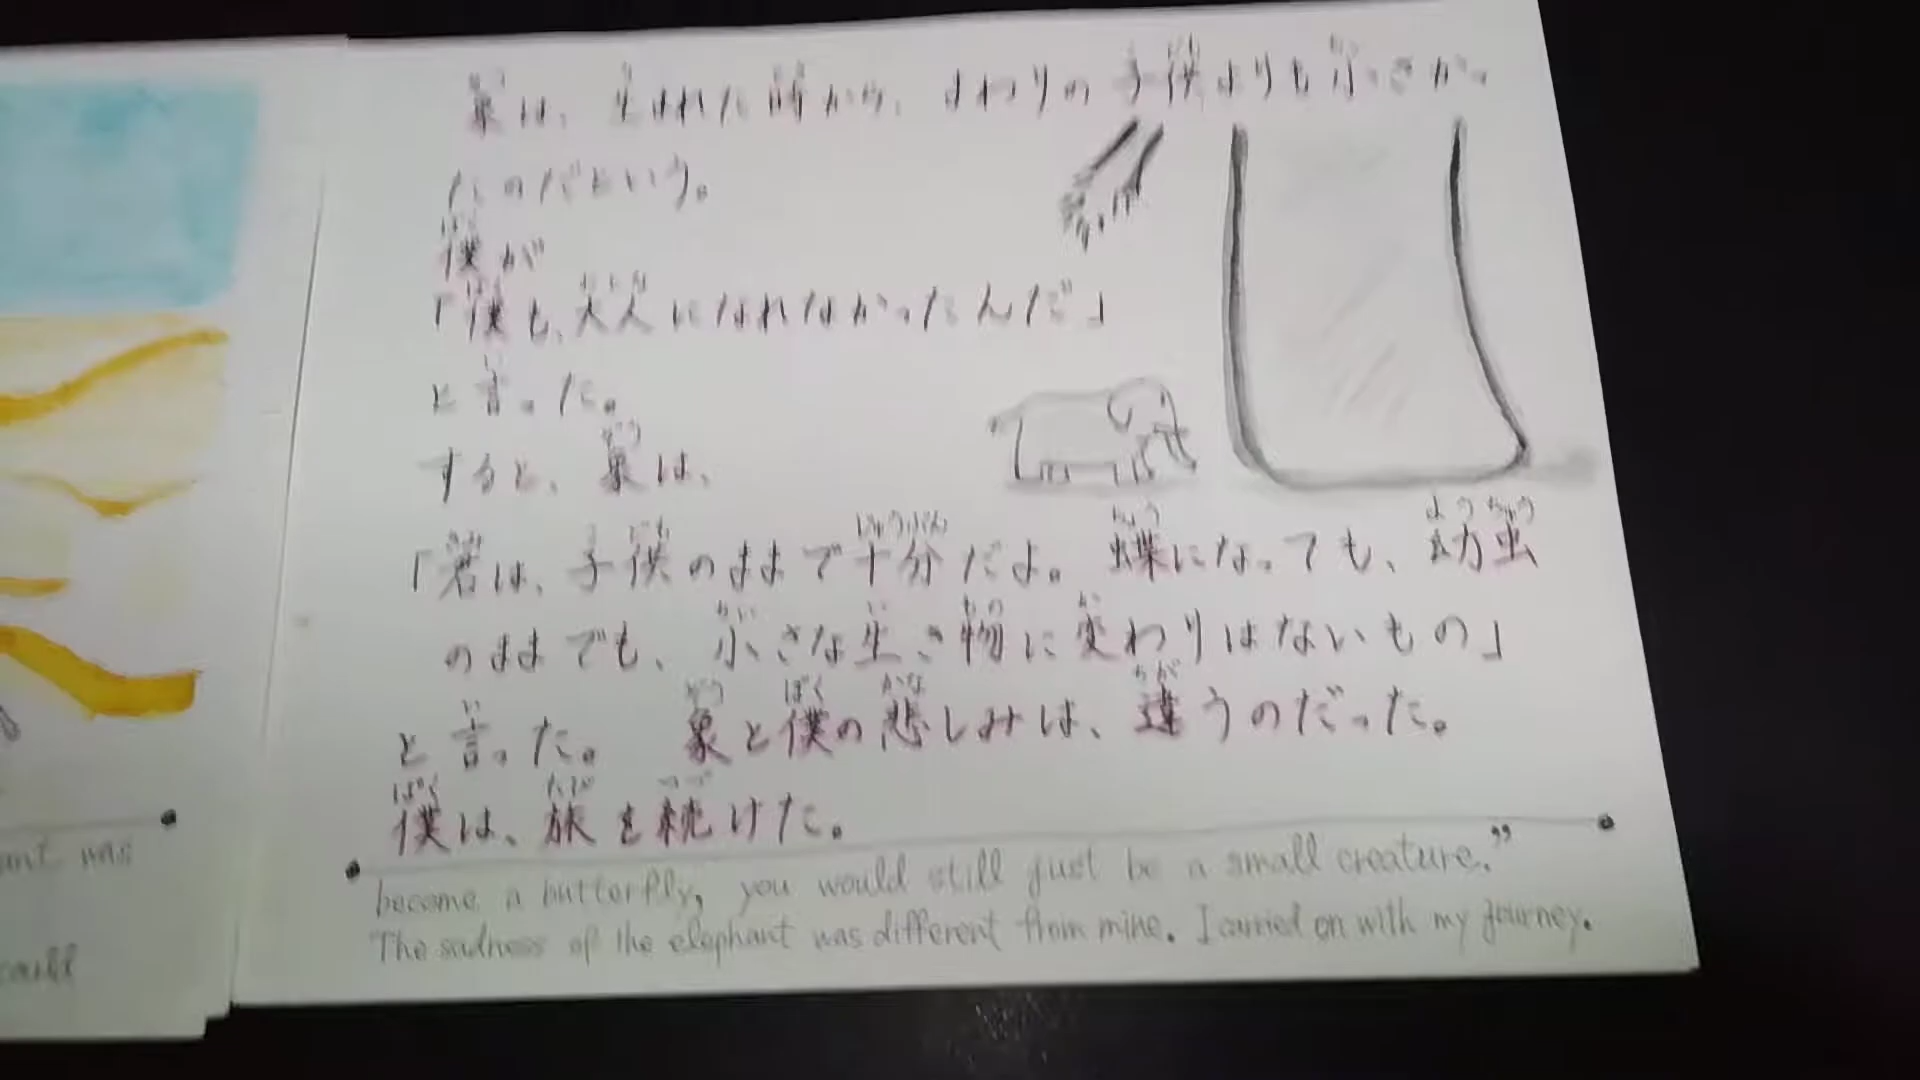 ant was
caill
象は、生まれた時から、まわりの子供よりも小さかっ
たのだという。
僕が
「僕も、大人になれなかったんだ」
と言った。
すると、象は、
「君は、子供のままで十分だよ。蝶になっても、幼虫
のままでも、小さな生き物に変わりはないもの」
と言った。 象と僕の悲しみは、違うのだった。
僕は、旅を続けた。
become a butterfly, you would still just be a small creature.”
The sadness of the elephant was different from mine. I carried on with my journey.